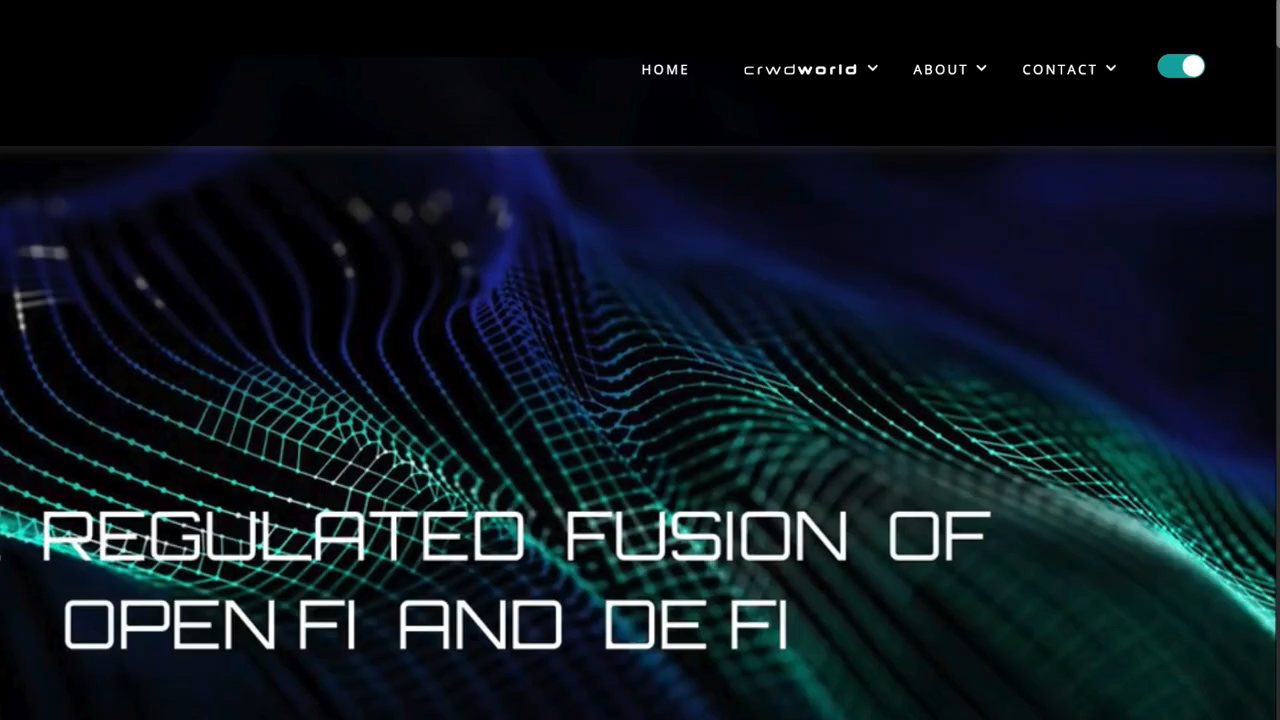 HOME crwdworld ABOUT CONTACT
REGULATED FUSION OF
OPEN FI AND DE FI